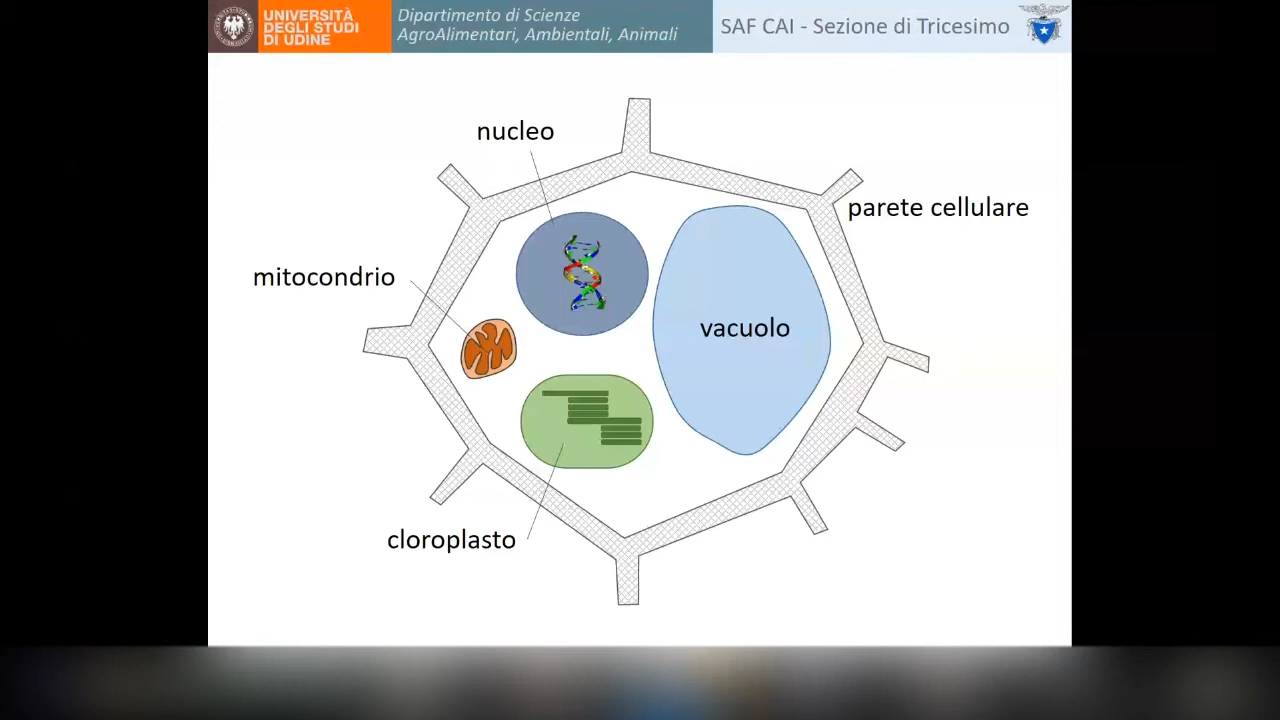 UNIVERSITÀ
DEGLI STUDI
DI UDINE
Dipartimento di Scienze
AgroAlimentari, Ambientali, Animali
SAF CAI - Sezione di Tricesimo
nucleo
parete cellulare
mitocondrio
vacuolo
cloroplasto